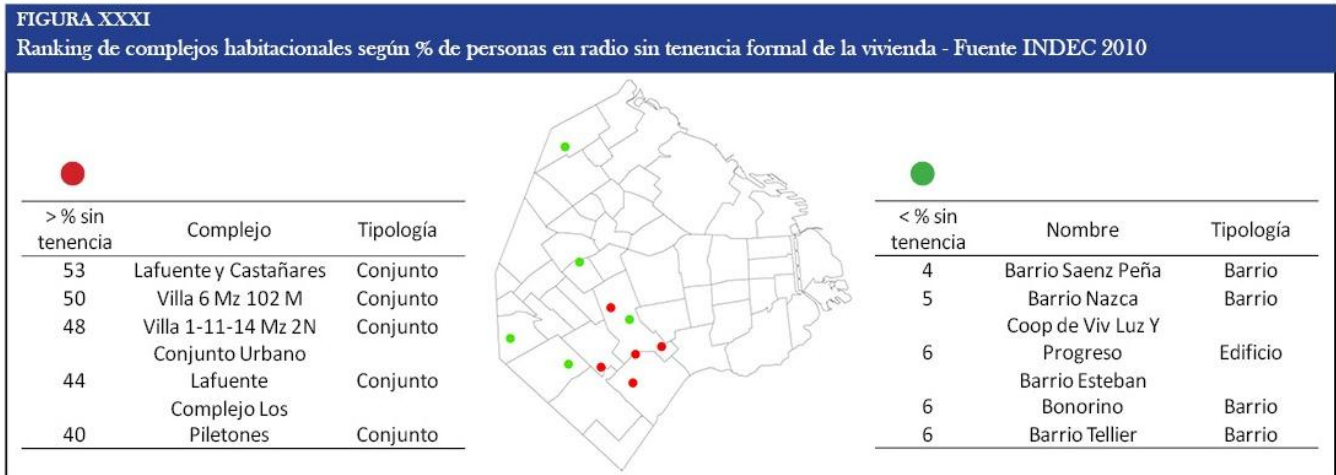 FIGURA XXXI
Ranking de complejos habitacionales según % de personas en radio sin tenencia formal de la vivienda - Fuente INDEC 2010
> % sin tenencia Complejo Tipología
53 Lafuente y Castañares Conjunto
50 Villa 6 Mz 102 M Conjunto
48 Villa 1-11-14 Mz 2N Conjunto
Conjunto Urbano
44 Lafuente Conjunto
Complejo Los
40 Piletones Conjunto
< % sin tenencia Nombre Tipología
4 Barrio Saenz Peña Barrio
5 Barrio Nazca Barrio
Coop de Viv Luz Y
6 Progreso Edificio
Barrio Esteban
6 Bonorino Barrio
6 Barrio Tellier Barrio